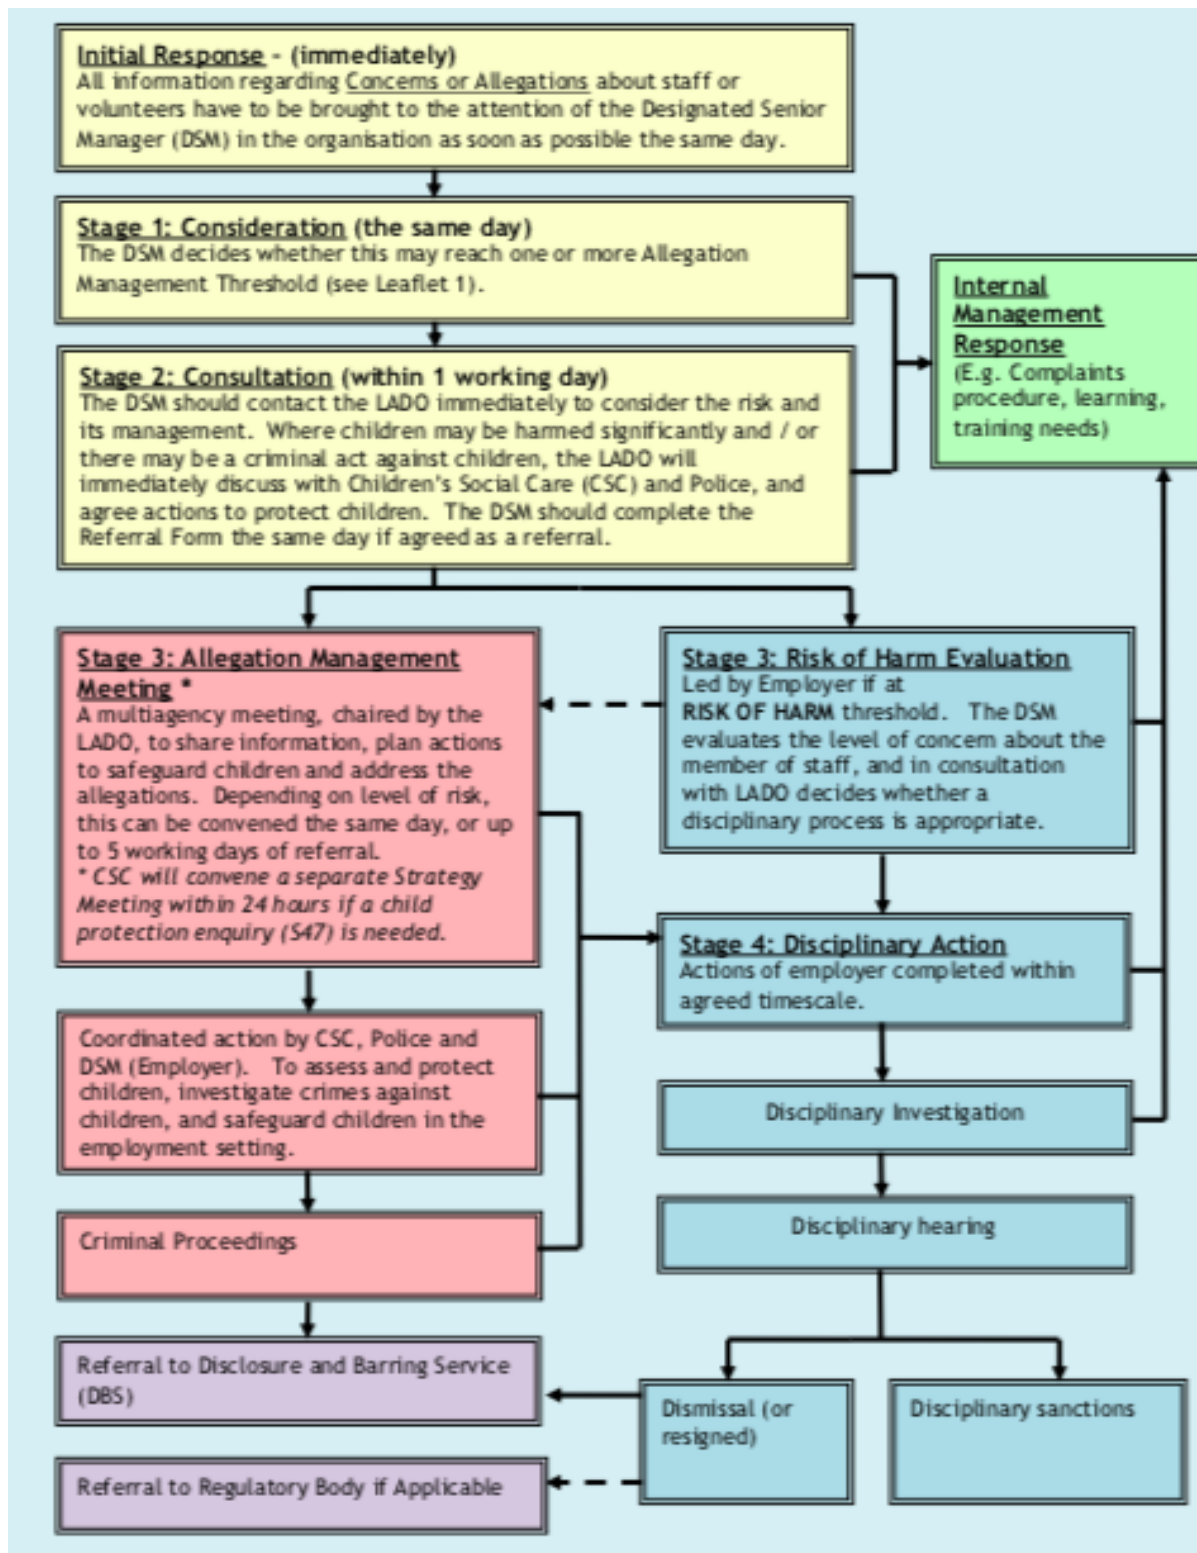 Initial Response - (immediately)
All information regarding Concerns or Allegations about staff or
volunteers have to be brought to the attention of the Designated Senior
Manager (DSM) in the organisation as soon as possible the same day.
Stage 1: Consideration (the same day)
The DSM decides whether this may reach one or more Allegation
Management Threshold (see Leaflet 1).
Internal
Management
Response
(E.g. Complaints
procedure, learning,
training needs)
Stage 2: Consultation (within 1 working day)
The DSM should contact the LADO immediately to consider the risk and
its management. Where children may be harmed significantly and / or
there may be a criminal act against children, the LADO will
immediately discuss with Children's Social Care (CSC) and Police, and
agree actions to protect children. The DSM should complete the
Referral Form the same day if agreed as a referral.
Stage 3: Allegation Management
Meeting *
A multiagency meeting, chaired by the
LADO, to share information, plan actions
to safeguard children and address the
allegations. Depending on level of risk,
this can be convened the same day, or up
to 5 working days of referral.
* CSC will convene a separate Strategy
Meeting within 24 hours if a child
protection enquiry (S47) is needed.
Stage 3: Risk of Harm Evaluation
Led by Employer if at
RISK OF HARM threshold. The DSM
evaluates the level of concern about the
member of staff, and in consultation
with LADO decides whether a
disciplinary process is appropriate.
Stage 4: Disciplinary Action
Actions of employer completed within
agreed timescale.
Coordinated action by CSC, Police and
DSM (Employer). To assess and protect
children, investigate crimes against
children, and safeguard children in the
employment setting.
Disciplinary Investigation
Criminal Proceedings
Disciplinary hearing
Referral to Disclosure and Barring Service
(DBS)
Dismissal (or
resigned)
Disciplinary sanctions
Referral to Regulatory Body if Applicable